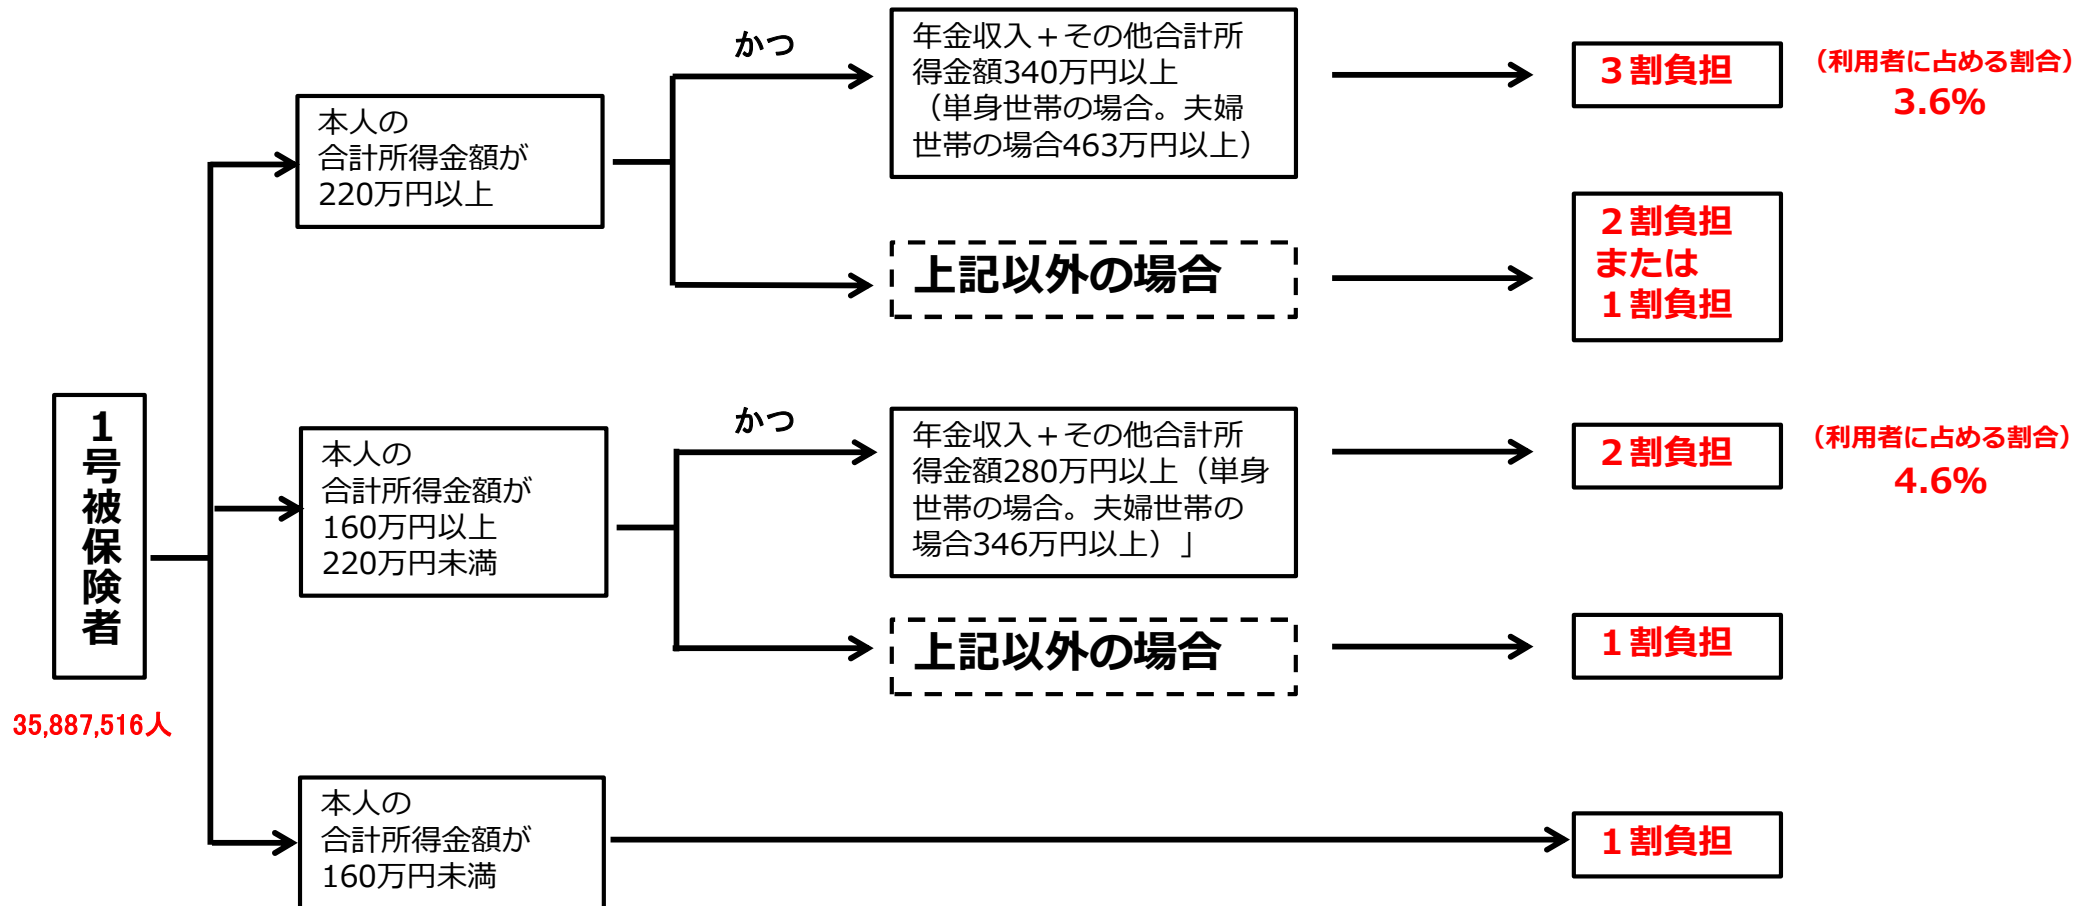 かつ
年金収入＋その他合計所
得金額340万円以上
（単身世帯の場合。夫婦
世帯の場合463万円以上）
３割負担
（利用者に占める割合）
3.6%
本人の
合計所得金額が
220万円以上
上記以外の場合
２割負担
または
１割負担
１号被保険者
35,887,516人
かつ
本人の
合計所得金額が
160万円以上
220万円未満
年金収入＋その他合計所
得金額280万円以上（単身
世帯の場合。夫婦世帯の
場合346万円以上）」
２割負担
（利用者に占める割合）
4.6%
上記以外の場合
１割負担
本人の
合計所得金額が
160万円未満
１割負担